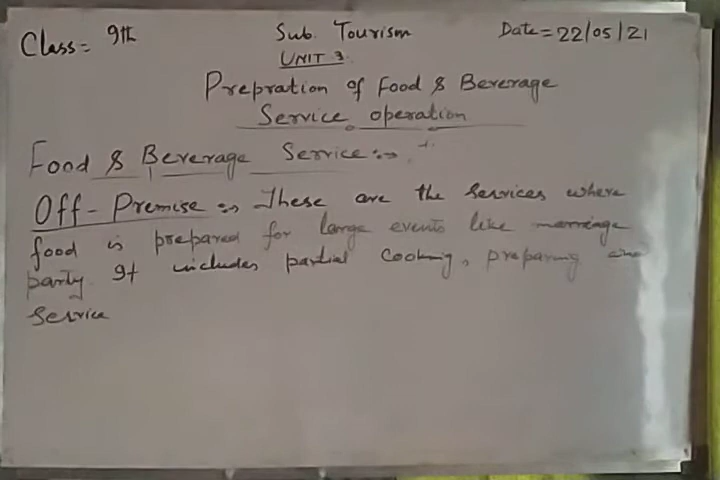 Class= 9th Sub. Tourism Date=22/05/21
UNIT 3.
Prepration of Food & Beverage
Service operation
Food & Beverage Service:->
Off-Premise:-> These are the services where
food is prepared for large events like marriage
party. It includes partial cooking, preparing and
service